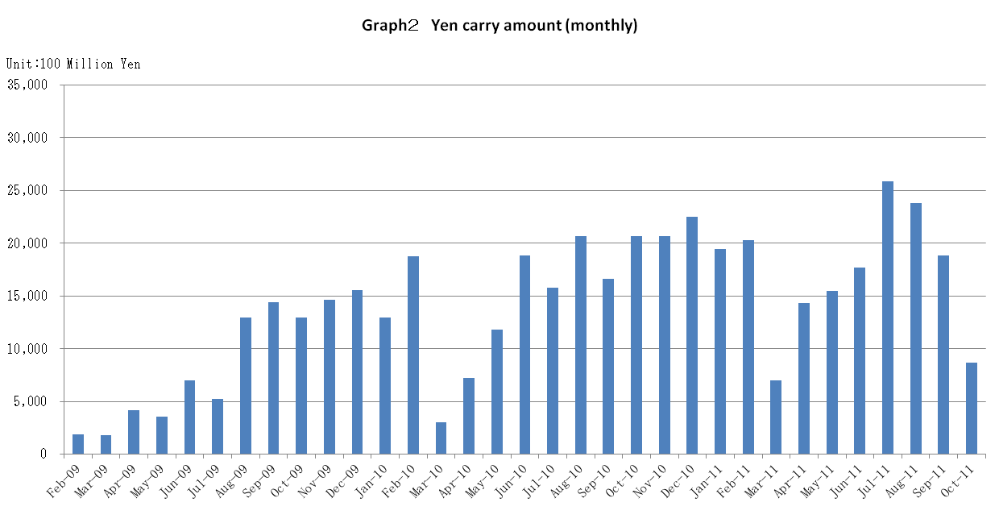 Graph２ Yen carry amount (monthly)
Unit:100 Million Yen
35,000
30,000
25,000
20,000
15,000
10,000
5,000
0
Feb-09 Mar-09 Apr-09 May-09 Jun-09 Jul-09 Aug-09 Sep-09 Oct-09 Nov-09 Dec-09 Jan-10 Feb-10 Mar-10 Apr-10 May-10 Jun-10 Jul-10 Aug-10 Sep-10 Oct-10 Nov-10 Dec-10 Jan-11 Feb-11 Mar-11 Apr-11 May-11 Jun-11 Jul-11 Aug-11 Sep-11 Oct-11